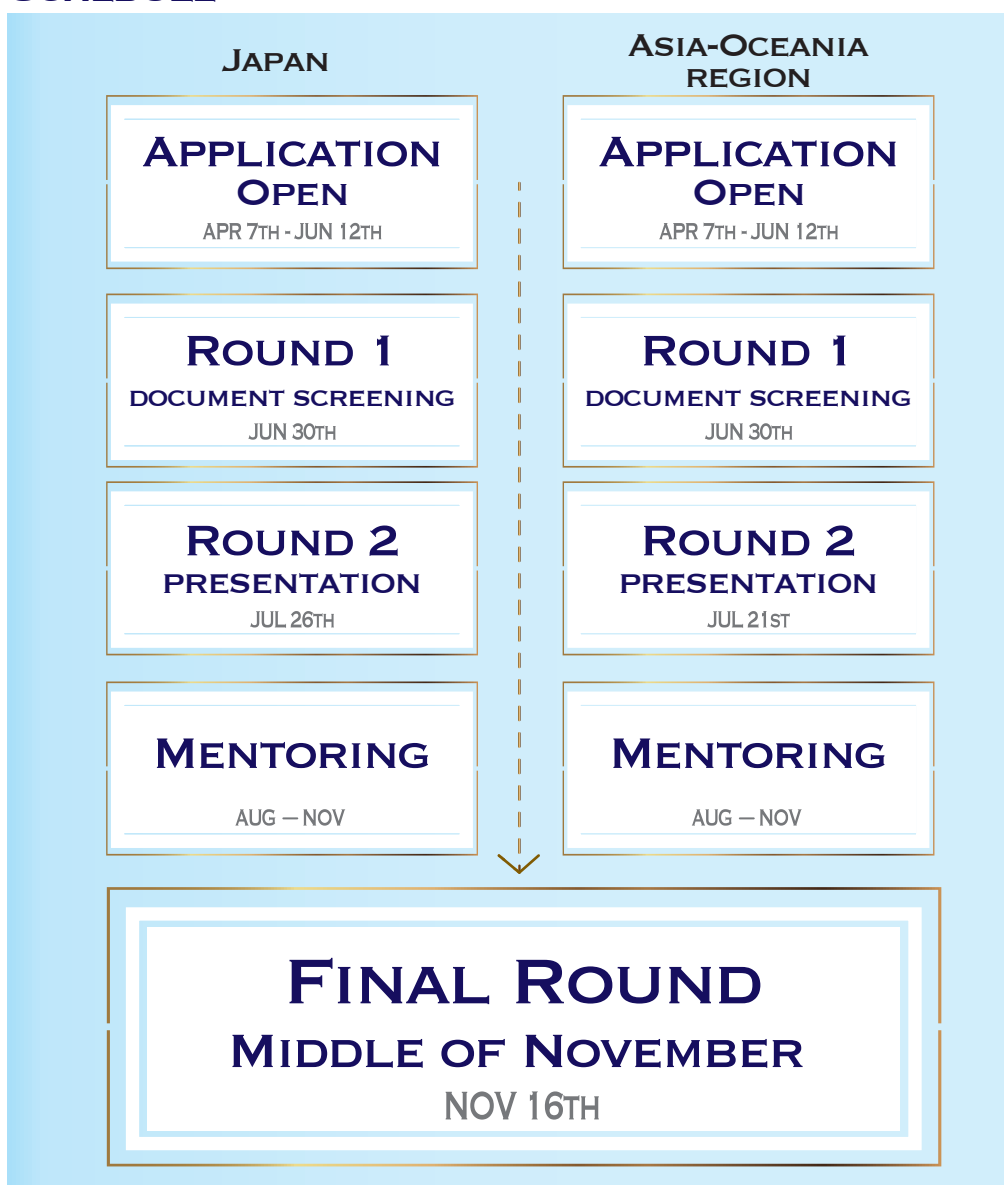 Japan
Application
Open
APR 7TH - JUN 12TH
Round 1
document screening
JUN 30TH
Round 2
presentation
JUL 26TH
Mentoring
AUG — NOV
Asia-Oceania
region
Application
Open
APR 7TH - JUN 12TH
Round 1
document screening
JUN 30TH
Round 2
presentation
JUL 21ST
Mentoring
AUG — NOV
Final Round
Middle of November
NOV 16TH